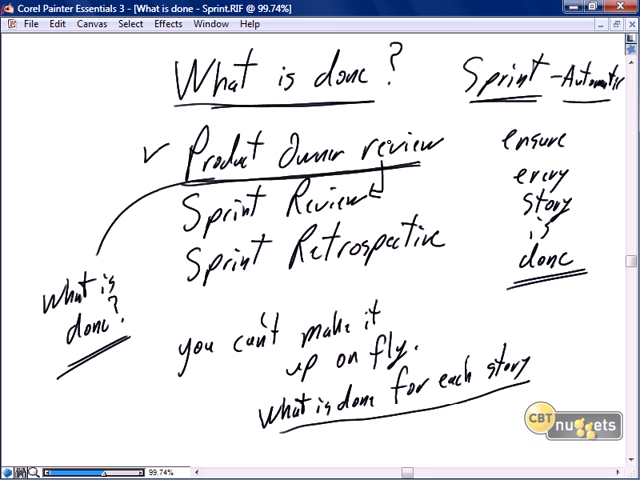 Corel Painter Essentials 3 - [What is done - Sprint.RIF @ 99.74%]
File Edit Canvas Select Effects Window Help
What is done?
Sprint - Automatic
✓ Product Owner review
Sprint Review
Sprint Retrospective
ensure
every
story
is
done
What is
done?
you can't make it
up on fly.
What is done for each story
CBT
nuggets
99.74%